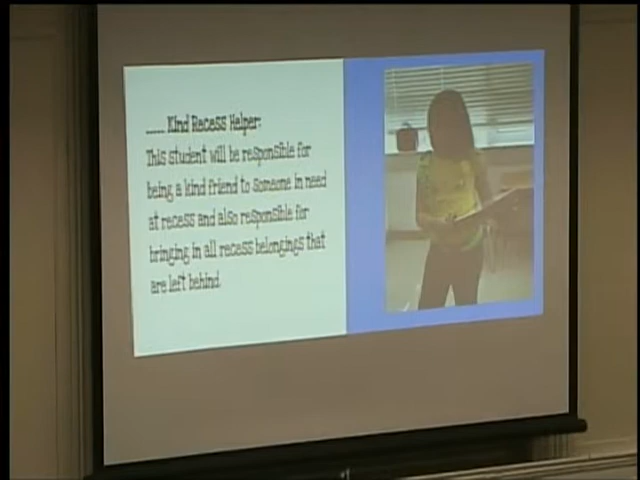 ____ Kind Recess Helper:
This student will be responsible for
being a kind friend to someone in need
at recess and also responsible for
bringing in all recess belongings that
are left behind.